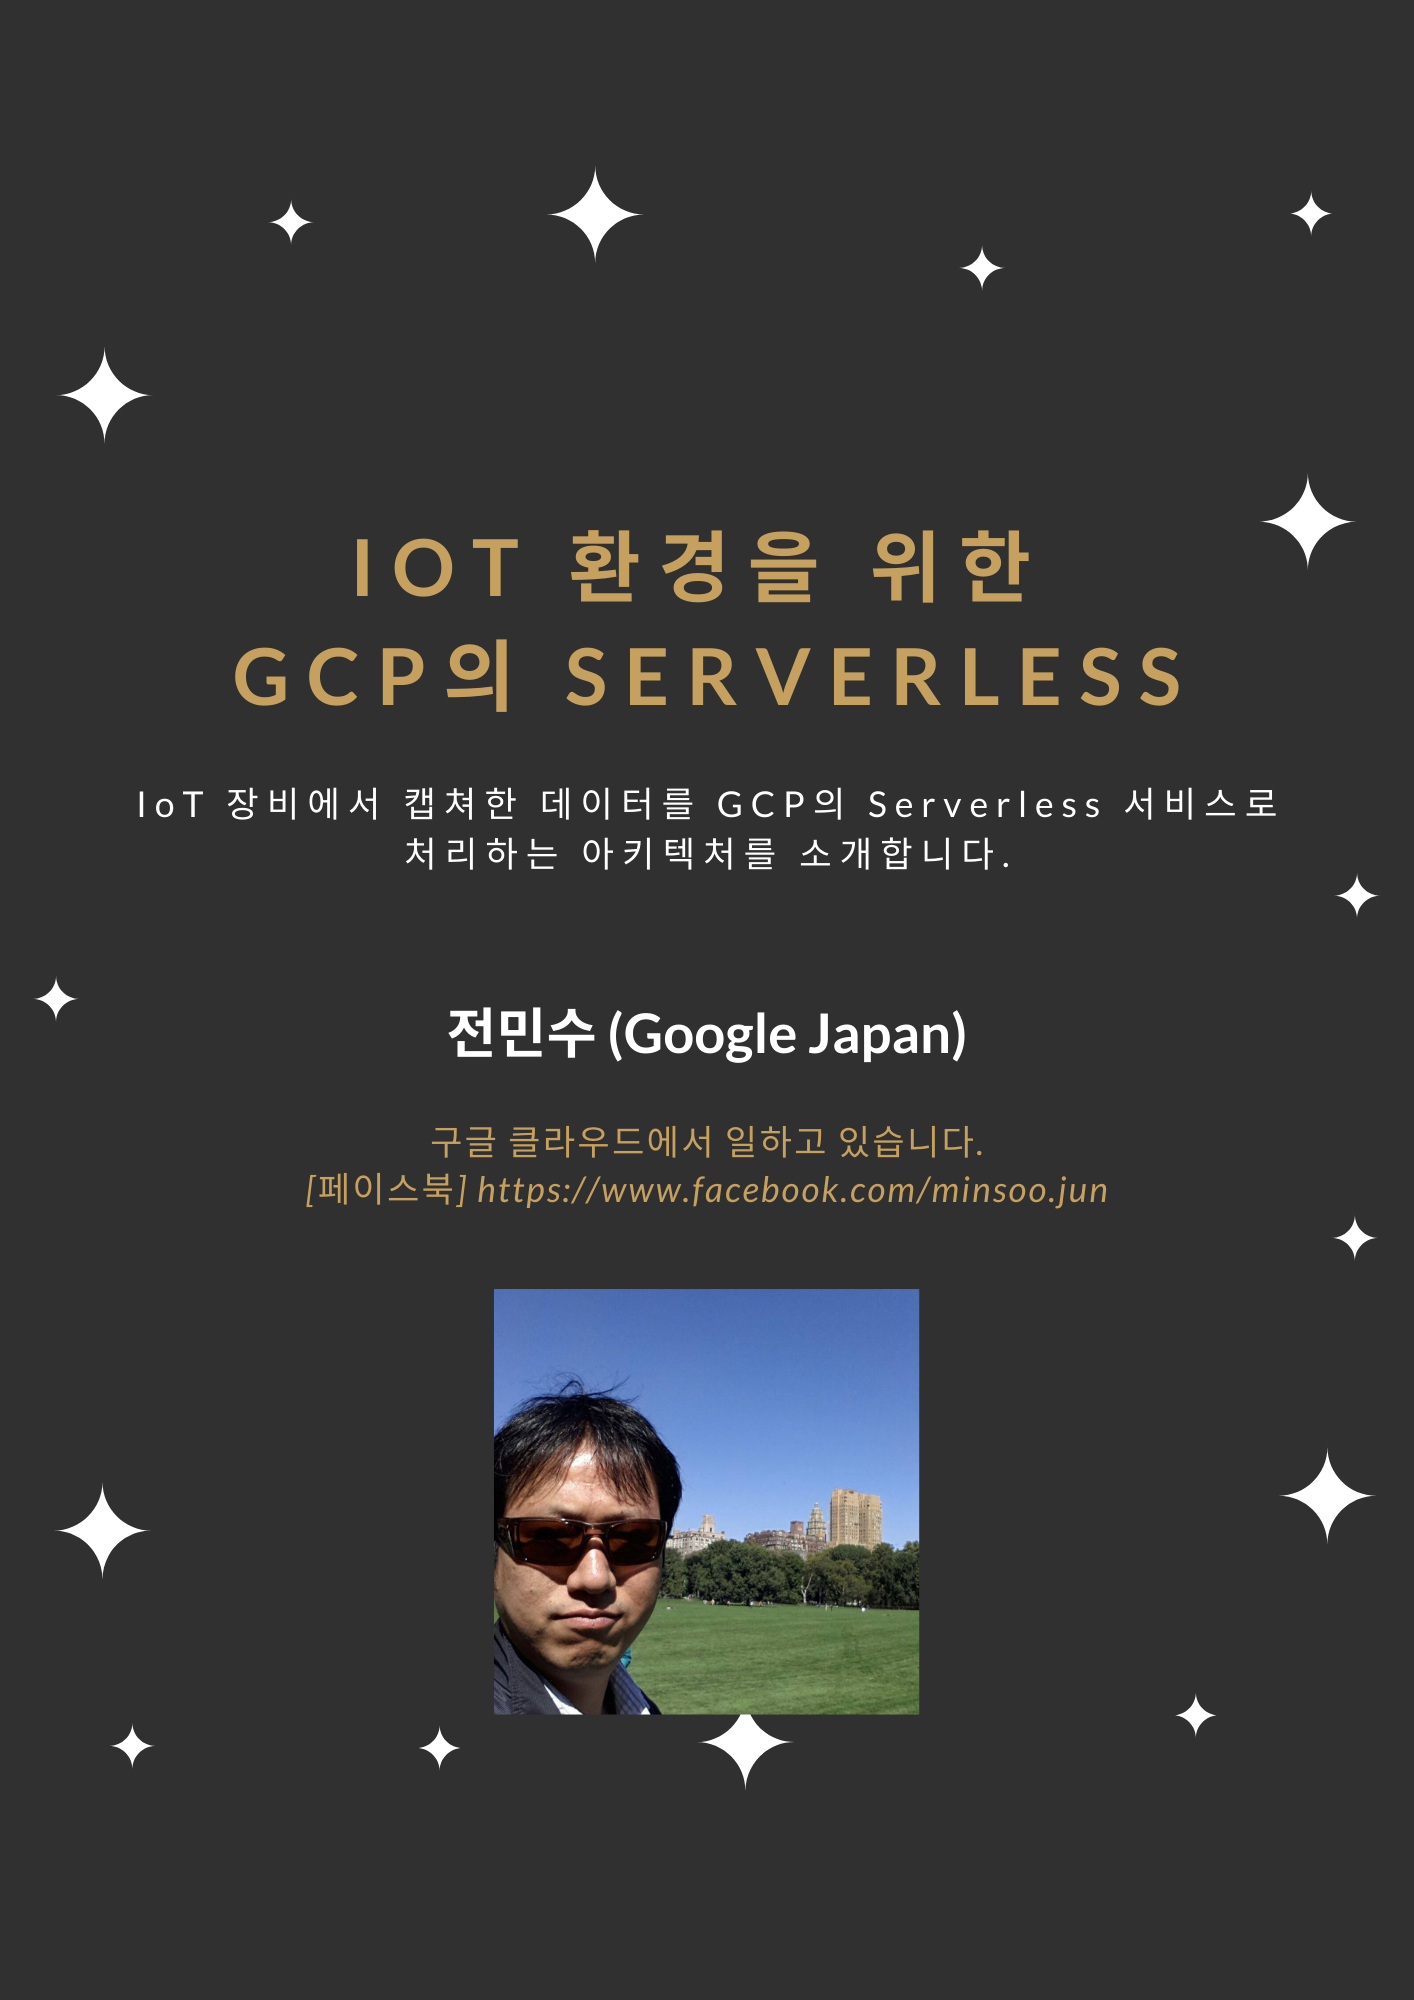 IOT 환경을 위한
GCP의 SERVERLESS
IoT 장비에서 캡쳐한 데이터를 GCP의 Serverless 서비스로
처리하는 아키텍처를 소개합니다.
전민수 (Google Japan)
구글 클라우드에서 일하고 있습니다.
[페이스북] https://www.facebook.com/minsoo.jun